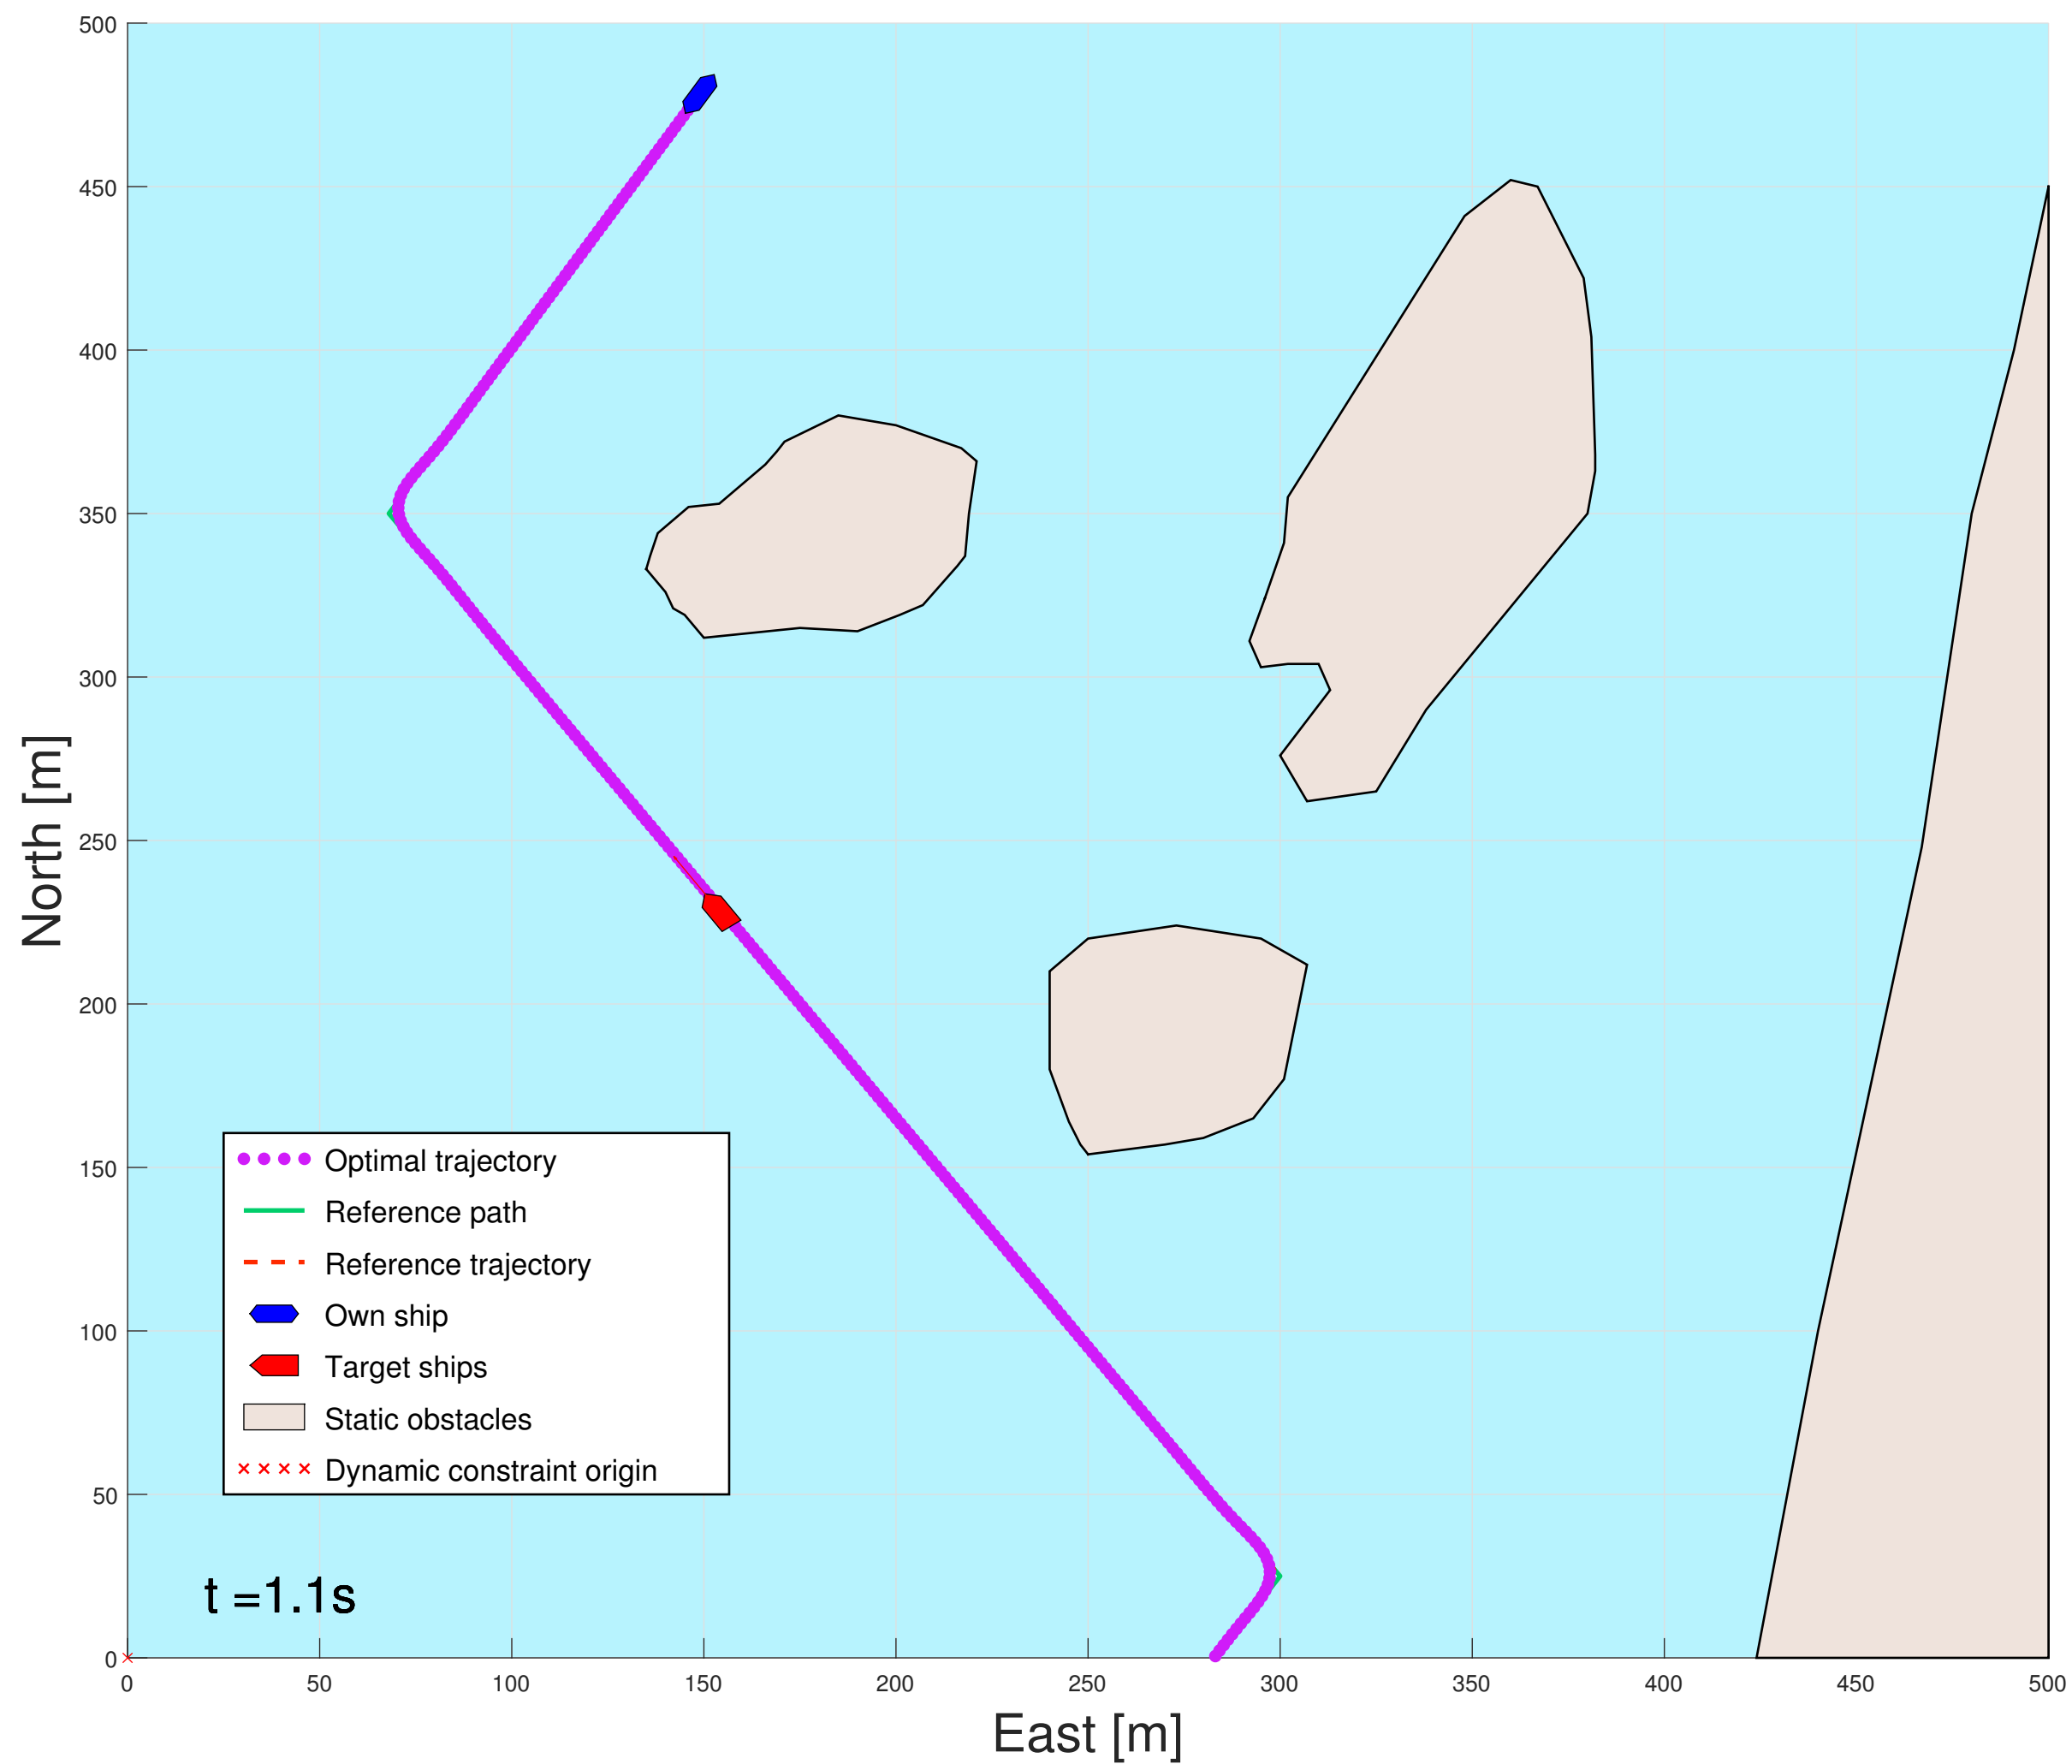 500
450
400
350
300
250
200
150
100
50
0
North [m]
Optimal trajectory
Reference path
Reference trajectory
Own ship
Target ships
Static obstacles
Dynamic constraint origin
t =1.1s
0 50 100 150 200 250 300 350 400 450 500
East [m]